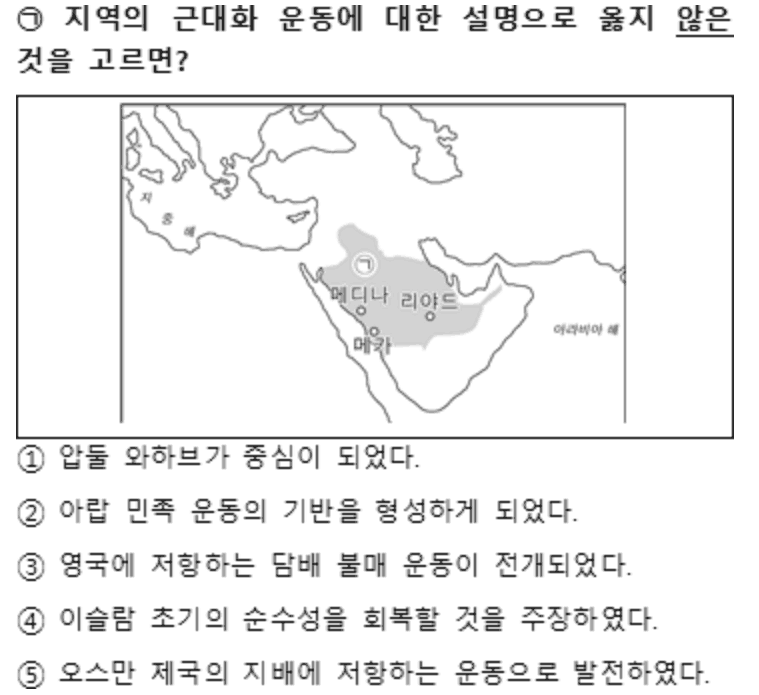 ㉠ 지역의 근대화 운동에 대한 설명으로 옳지 않은
것을 고르면?
지
중
해
㉠
메디나 리야드
메카
아라비아 해
① 압둘 와하브가 중심이 되었다.
② 아랍 민족 운동의 기반을 형성하게 되었다.
③ 영국에 저항하는 담배 불매 운동이 전개되었다.
④ 이슬람 초기의 순수성을 회복할 것을 주장하였다.
⑤ 오스만 제국의 지배에 저항하는 운동으로 발전하였다.